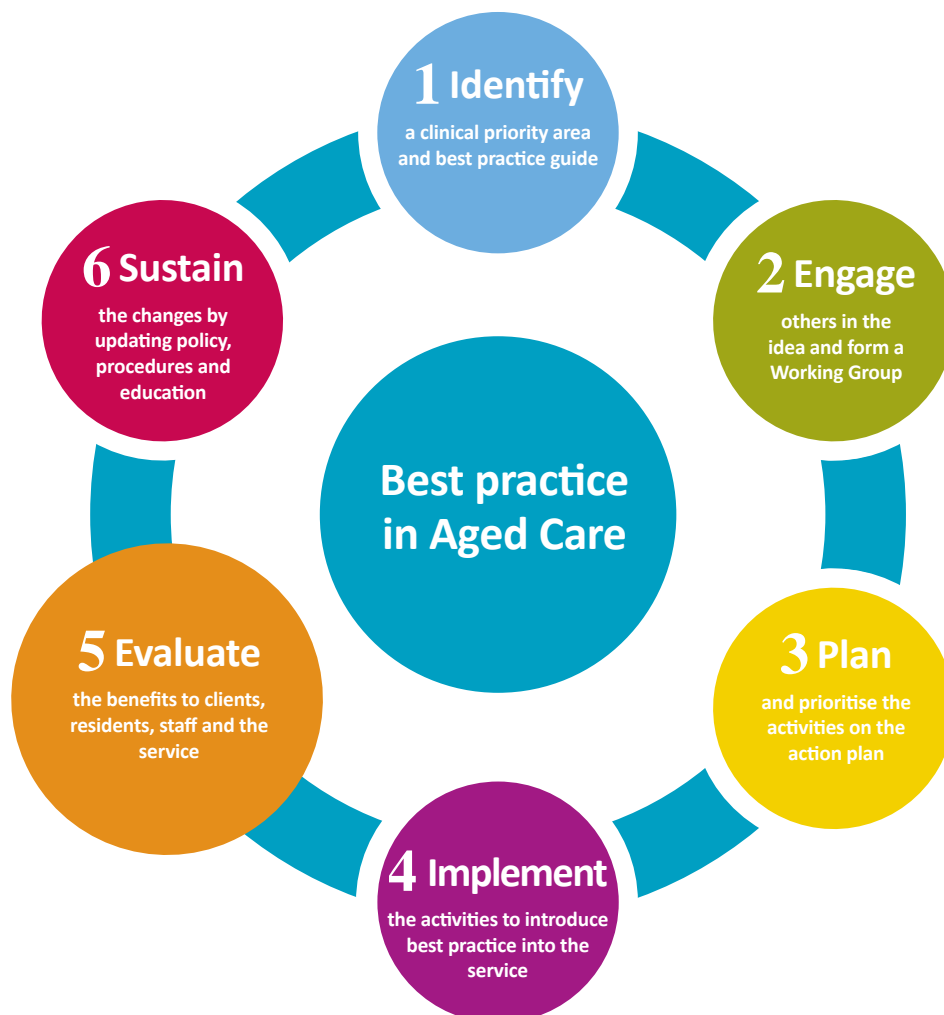 1 Identify
a clinical priority area
and best practice guide
2 Engage
others in the
idea and form a
Working Group
3 Plan
and prioritise the
activities on the
action plan
4 Implement
the activities to introduce
best practice into the
service
5 Evaluate
the benefits to clients,
residents, staff and the
service
6 Sustain
the changes by
updating policy,
procedures and
education
Best practice
in Aged Care